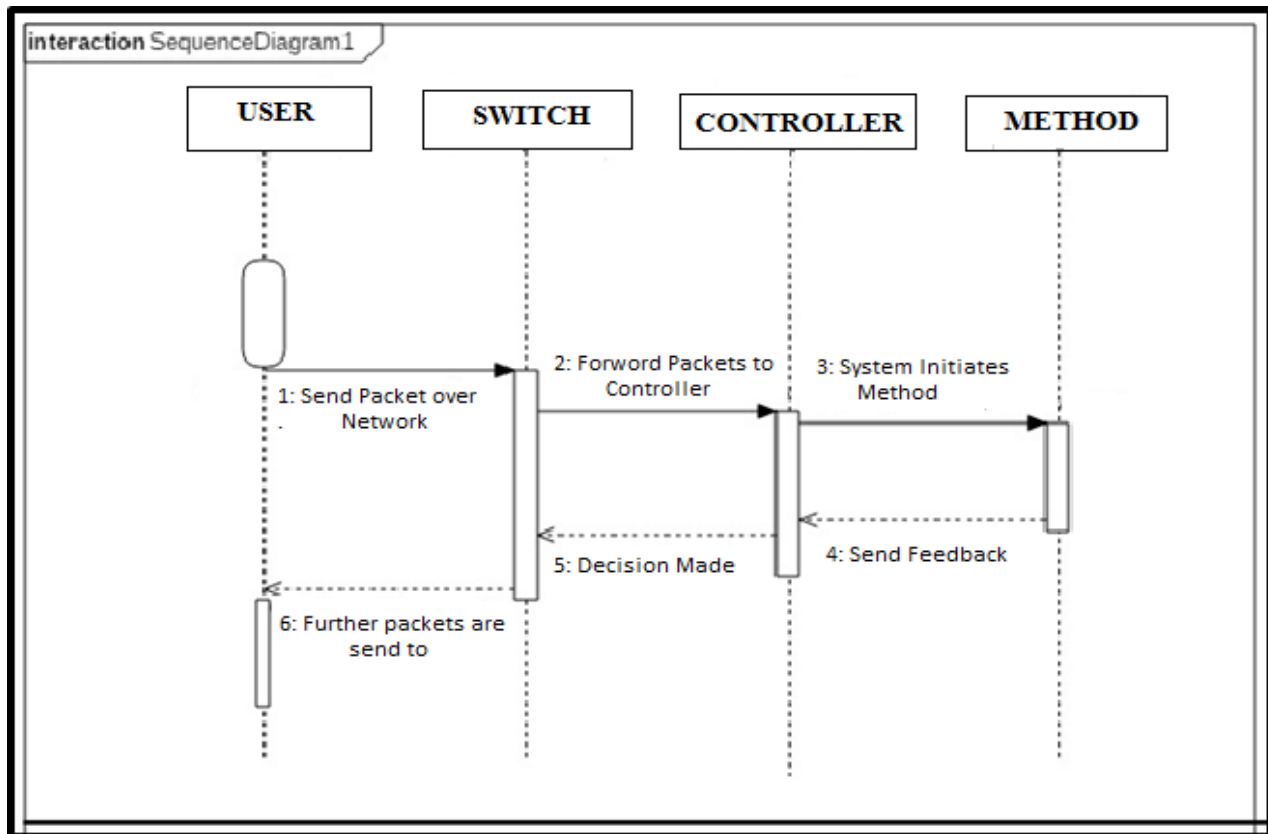 interaction SequenceDiagram1
USER
SWITCH
CONTROLLER
METHOD
1: Send Packet over
. Network
2: Forword Packets to
Controller
3: System Initiates
Method
4: Send Feedback
5: Decision Made
6: Further packets are
send to